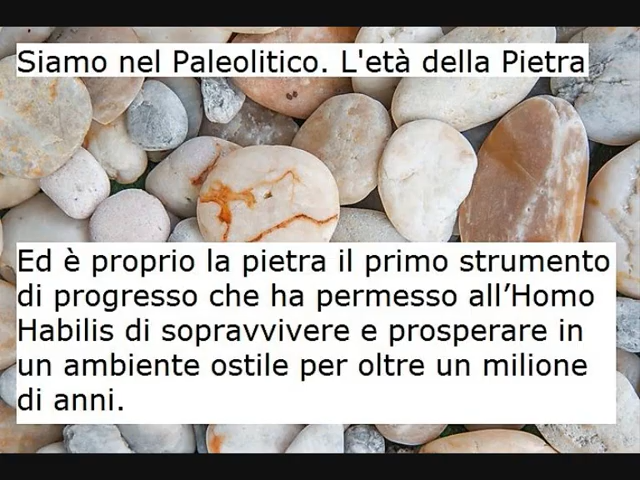 Siamo nel Paleolitico. L'età della Pietra
Ed è proprio la pietra il primo strumento
di progresso che ha permesso all’Homo
Habilis di sopravvivere e prosperare in
un ambiente ostile per oltre un milione
di anni.